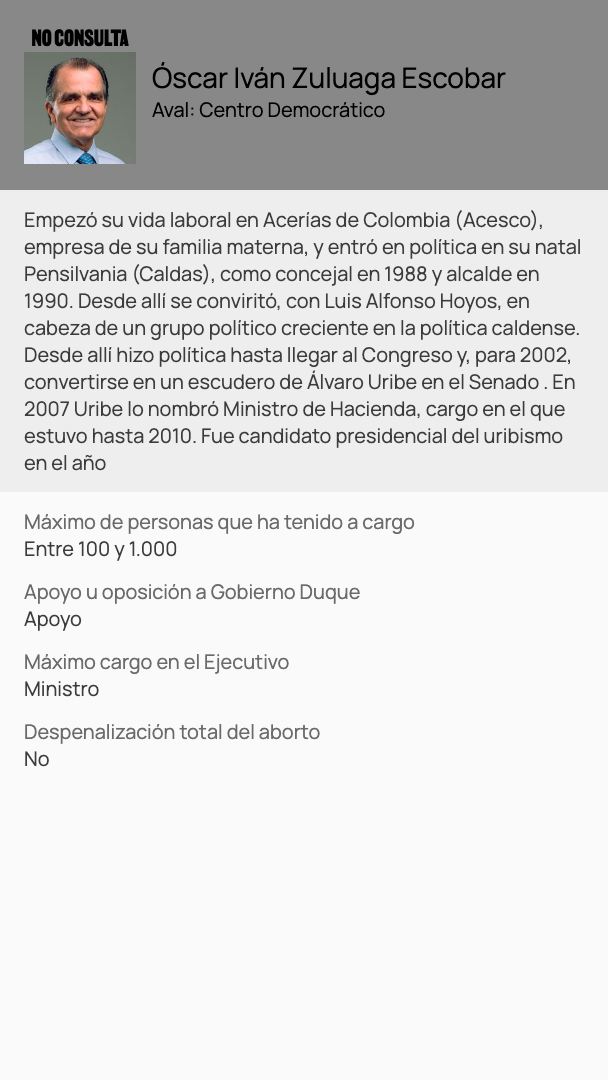 NO CONSULTA
Óscar Iván Zuluaga Escobar
Aval: Centro Democrático
Empezó su vida laboral en Acerías de Colombia (Acesco),
empresa de su familia materna, y entró en política en su natal
Pensilvania (Caldas), como concejal en 1988 y alcalde en
1990. Desde allí se conviritó, con Luis Alfonso Hoyos, en
cabeza de un grupo político creciente en la política caldense.
Desde allí hizo política hasta llegar al Congreso y, para 2002,
convertirse en un escudero de Álvaro Uribe en el Senado . En
2007 Uribe lo nombró Ministro de Hacienda, cargo en el que
estuvo hasta 2010. Fue candidato presidencial del uribismo
en el año
Máximo de personas que ha tenido a cargo
Entre 100 y 1.000
Apoyo u oposición a Gobierno Duque
Apoyo
Máximo cargo en el Ejecutivo
Ministro
Despenalización total del aborto
No